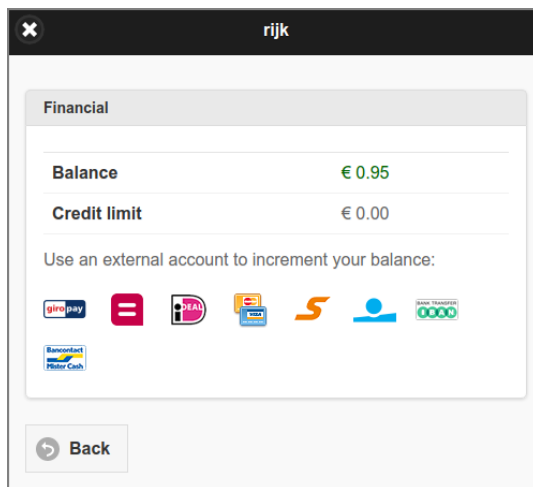 rijk
Financial
Balance € 0.95
Credit limit € 0.00
Use an external account to increment your balance:
giropay iDEAL VISA BANK TRANSFER IBAN
Bancontact
Mister Cash
Back